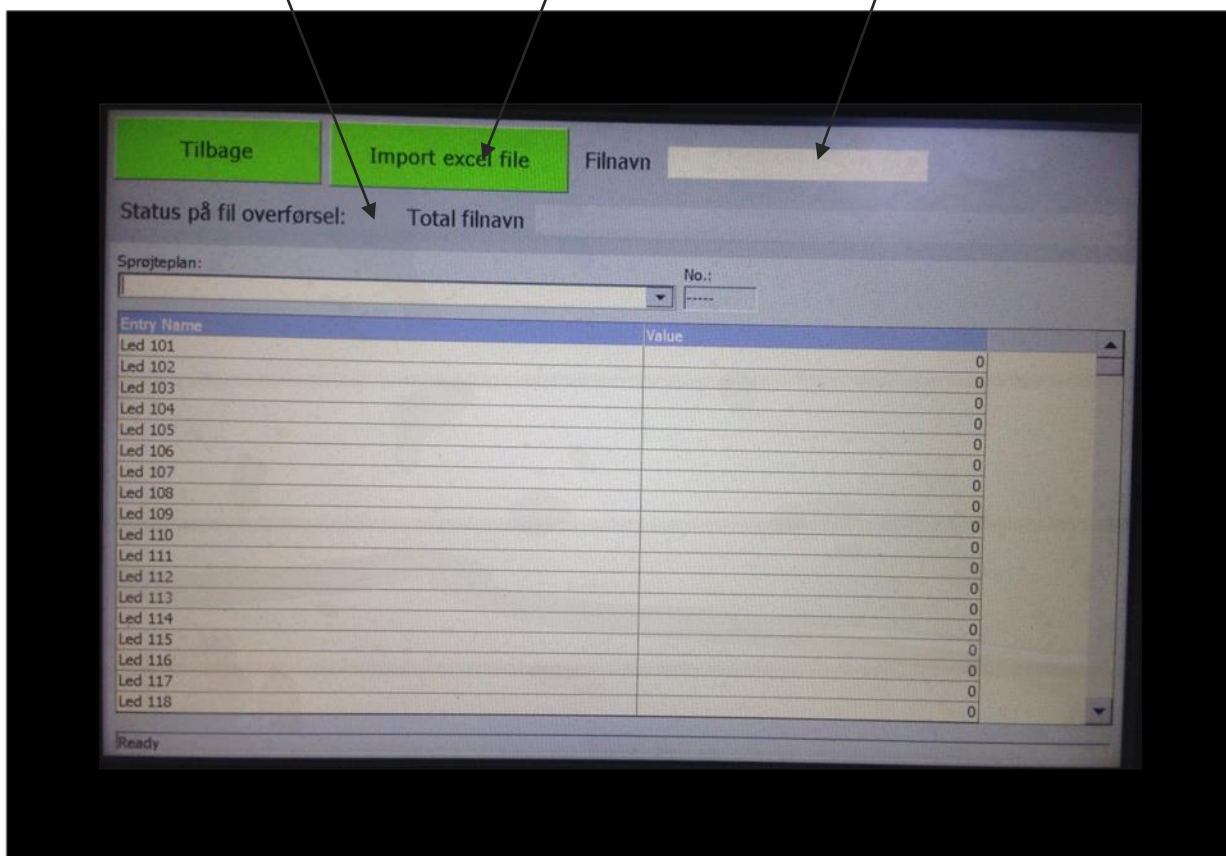 Tilbage Import excel file Filnavn
Status på fil overførsel: Total filnavn
Sprøjteplan: No.:
-----
Entry Name Value
Led 101 0
Led 102 0
Led 103 0
Led 104 0
Led 105 0
Led 106 0
Led 107 0
Led 108 0
Led 109 0
Led 110 0
Led 111 0
Led 112 0
Led 113 0
Led 114 0
Led 115 0
Led 116 0
Led 117 0
Led 118 0
Ready